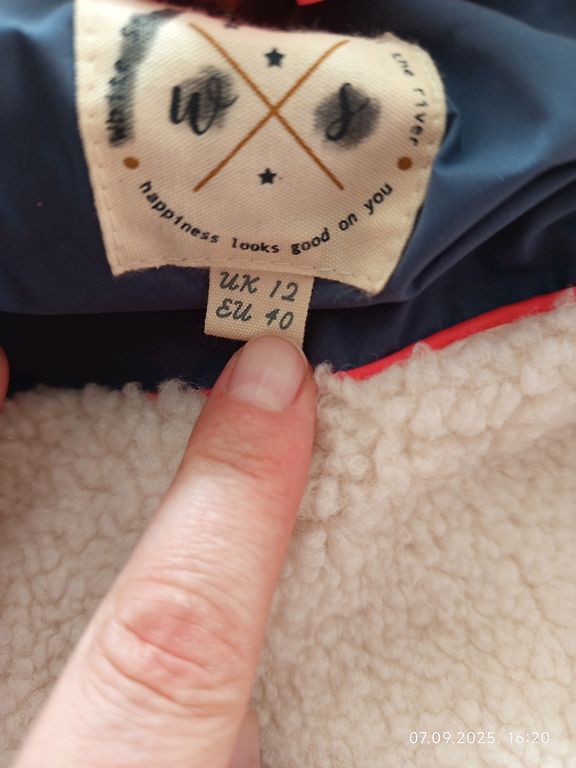 W S
the river
happiness looks good on you
UK 12
EU 40
07.09.2025. 16:20